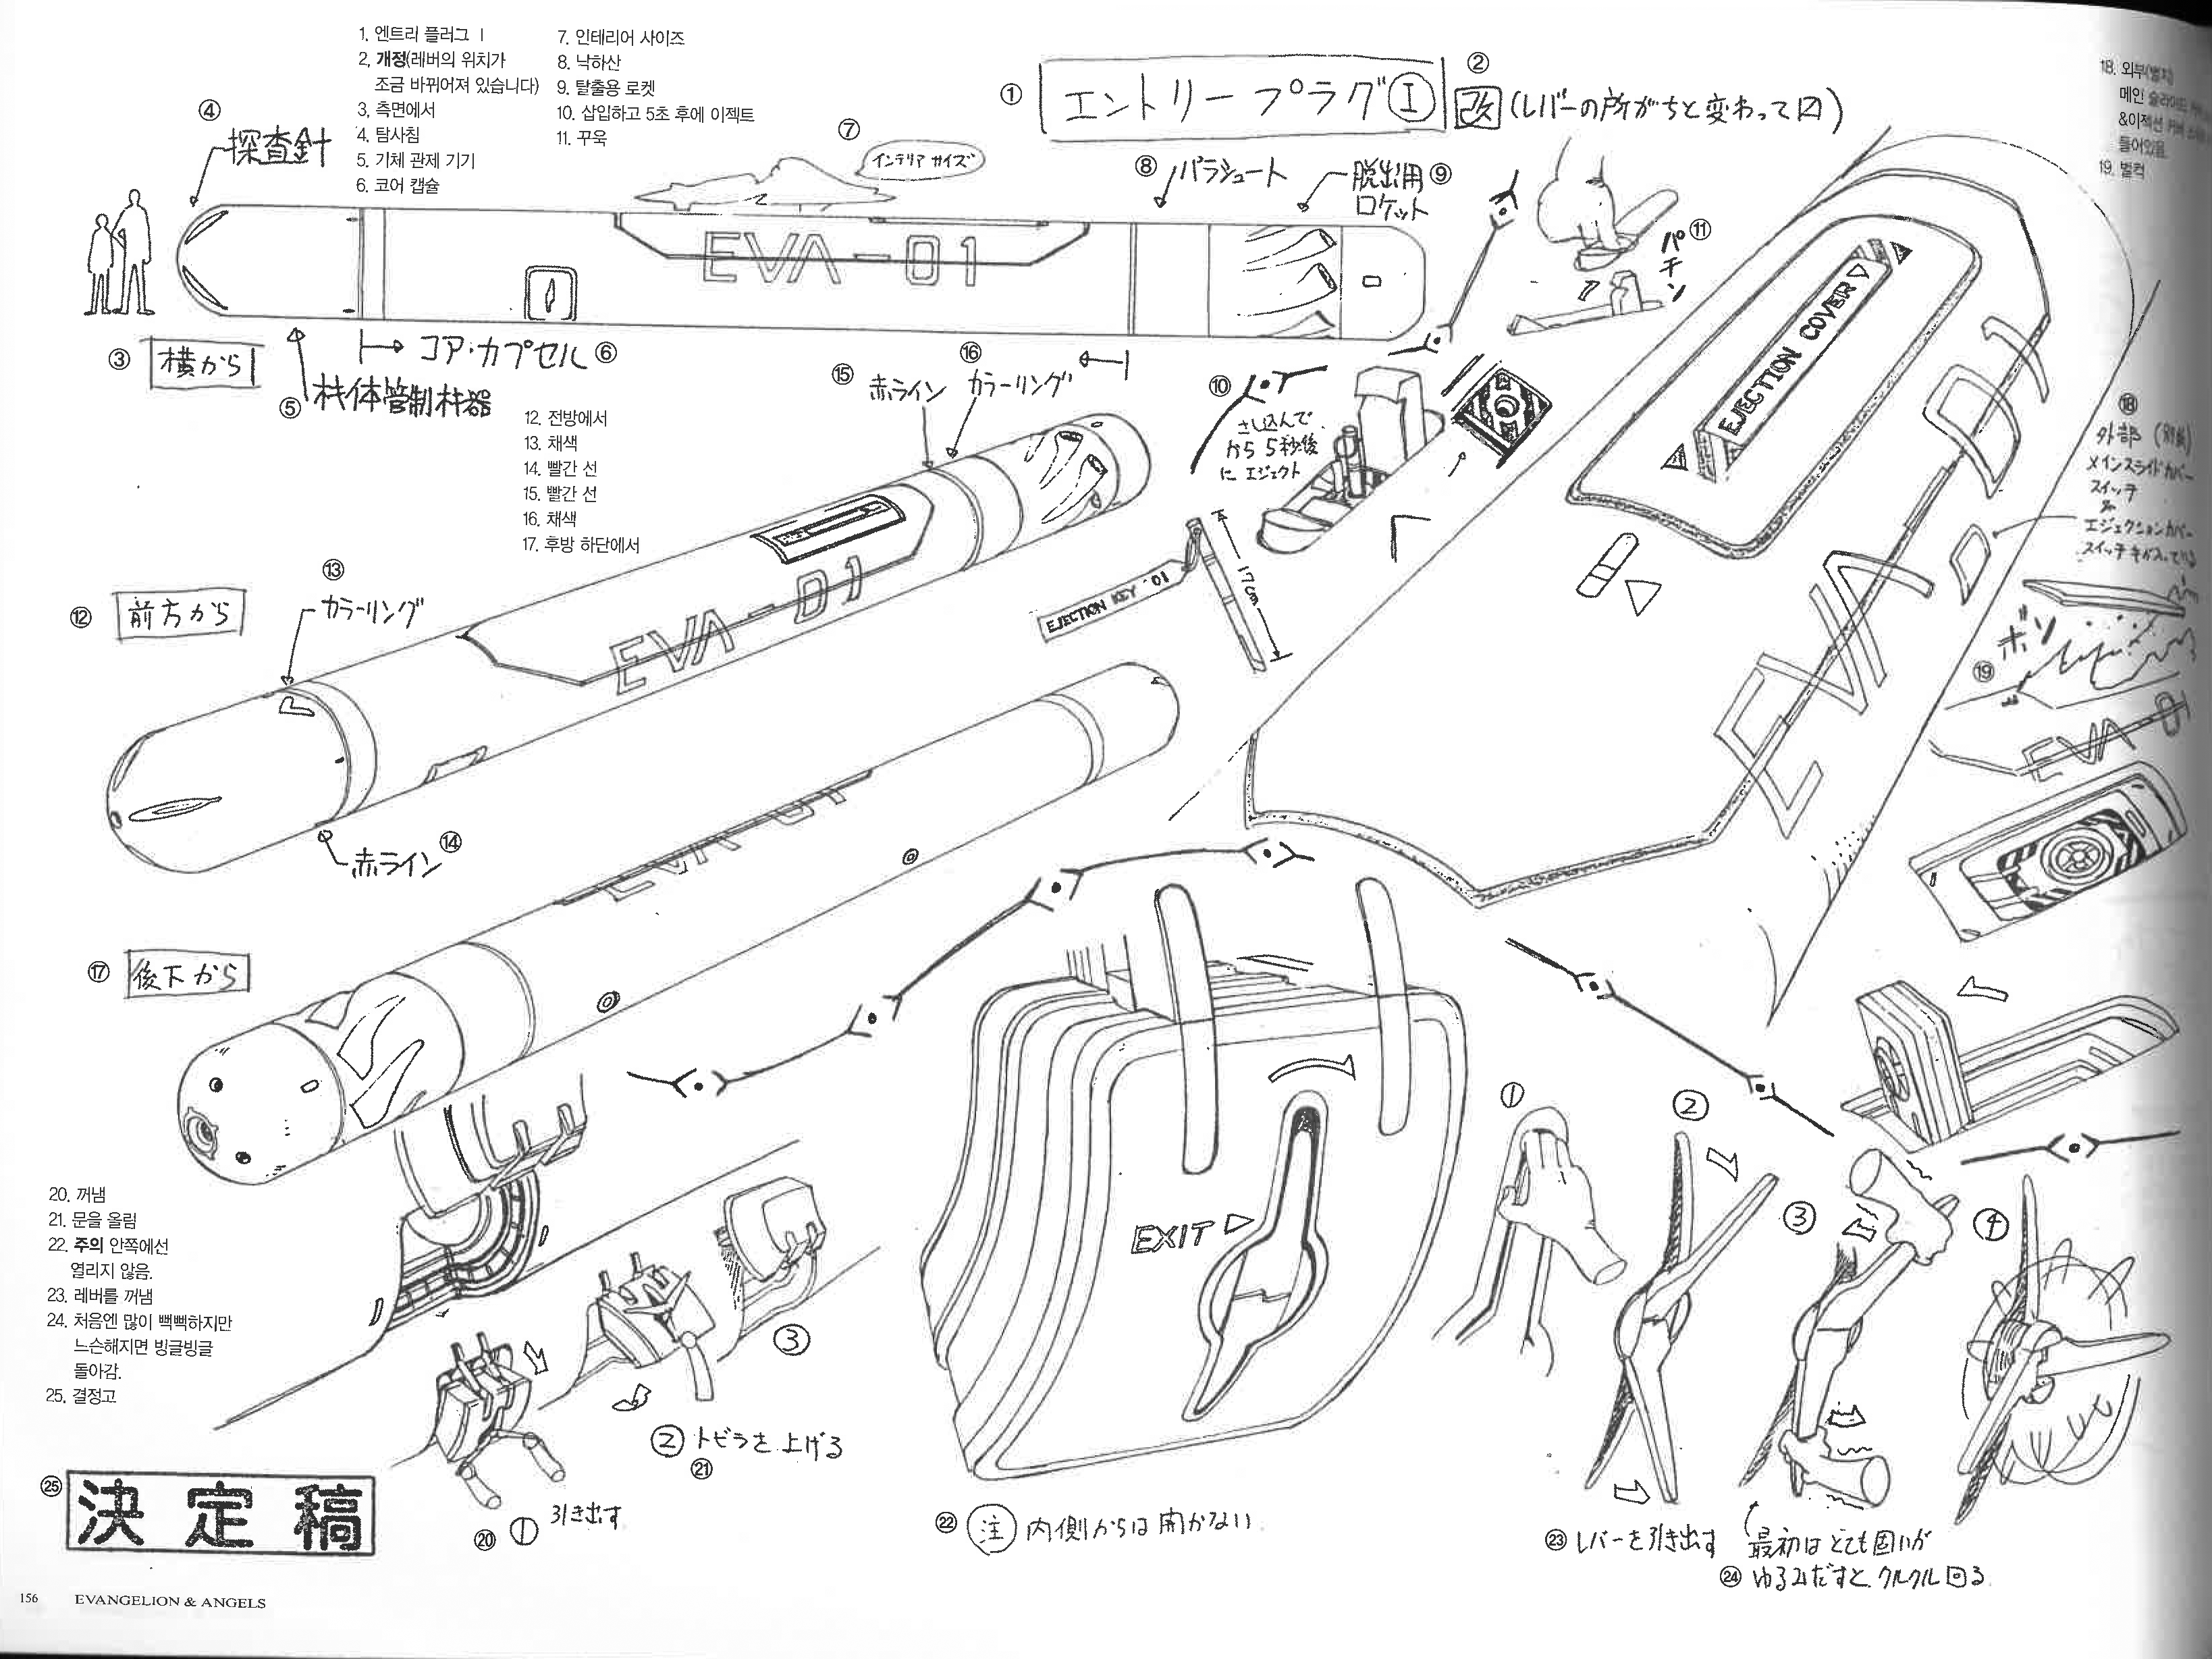 1. 엔트리 플러그 Ⅰ
2. 개정(레버의 위치가
조금 바뀌어져 있습니다)
3. 측면에서
4. 탐사침
5. 기체 관제 기기
6. 코어 캡슐
7. 인테리어 사이즈
8. 낙하산
9. 탈출용 로켓
10. 삽입하고 5초 후에 이젝트
11. 꾸욱
① エントリープラグⅠ
② 改(レバーの所がちと変わって
18. 외부(별지)
메인 슬라이드
&이젝션
들어있음.
19. 벌컥
④
探査針
⑦
インテリア サイズ
⑧ パラシュート
脱出用 ⑨
ロケット
パチン ⑪
EVA-01
③ 横から
コア・カプセル ⑥
⑤ 机体管制机器
EJECTION COVER
⑩
さし込んで
から5秒後
に エジェクト
12. 전방에서
13. 채색
14. 빨간 선
15. 빨간 선
16. 채색
17. 후방 하단에서
⑮ 赤ライン
⑯ カラーリング
⑱
外部(別紙)
メインスライドカバー
スイッチ
&
エジェクションカバー
スイッチ
EJECTION KEY '01
17cm
⑫ 前方から
⑬
カラーリング
EVA-01
EVA
⑲ ボン
EVA-01
赤ライン ⑭
EVA-01
⑰ 後下から
EXIT
① ② ③ ④
20. 꺼냄
21. 문을 올림
22. 주의 안쪽에선
열리지 않음.
23. 레버를 꺼냄
24. 처음엔 많이 뻑뻑하지만
느슨해지면 빙글빙글
돌아감.
25. 결정고
③
② トビラを上げる
㉑
⑳ ① 引き出す
㉒ 注 内側からは開かない
㉓ レバーを引き出す
最初はとても固いが
㉔ ゆるみだすと クルクル回る
㉕ 決定稿
156 EVANGELION & ANGELS